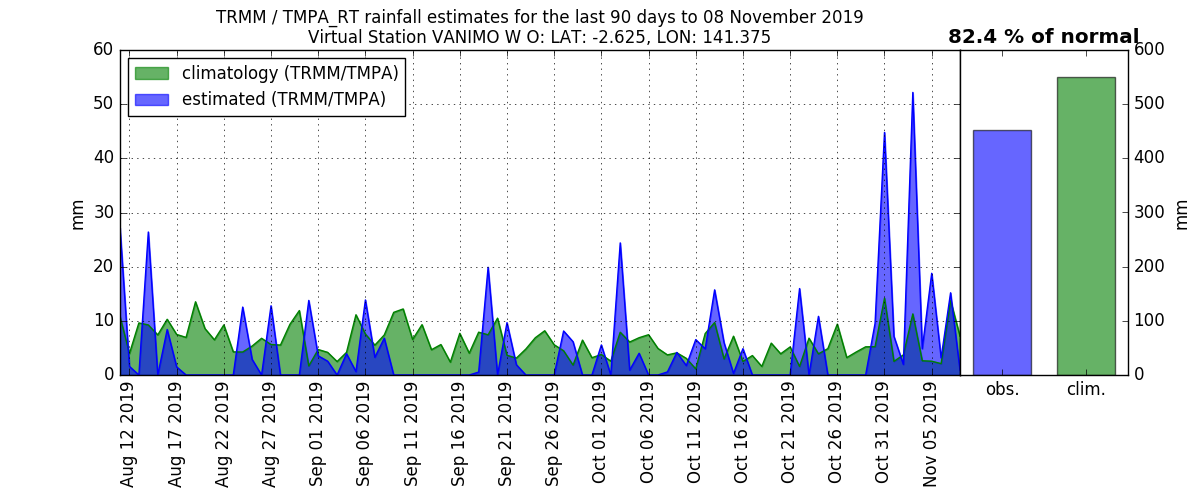 TRMM / TMPA_RT rainfall estimates for the last 90 days to 08 November 2019
Virtual Station VANIMO W O: LAT: -2.625, LON: 141.375
82.4 % of normal
climatology (TRMM/TMPA)
estimated (TRMM/TMPA)
60
50
40
30
20
10
0
mm
Aug 12 2019
Aug 17 2019
Aug 22 2019
Aug 27 2019
Sep 01 2019
Sep 06 2019
Sep 11 2019
Sep 16 2019
Sep 21 2019
Sep 26 2019
Oct 01 2019
Oct 06 2019
Oct 11 2019
Oct 16 2019
Oct 21 2019
Oct 26 2019
Oct 31 2019
Nov 05 2019
obs.
clim.
600
500
400
300
200
100
0
mm